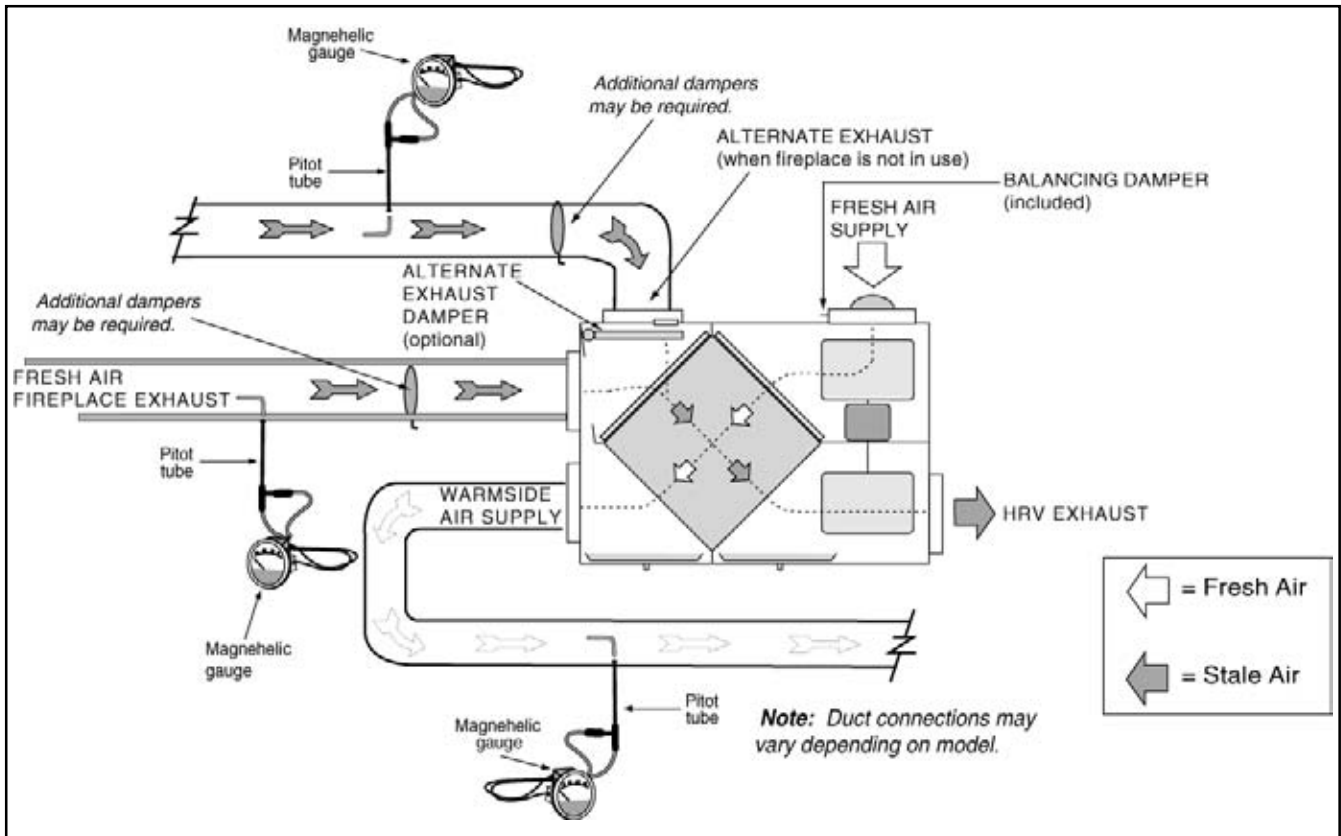 Magnehelic
gauge
Additional dampers
may be required.
ALTERNATE EXHAUST
(when fireplace is not in use)
Pitot
tube
BALANCING DAMPER
(included)
FRESH AIR
SUPPLY
ALTERNATE
EXHAUST
DAMPER
(optional)
Additional dampers
may be required.
FRESH AIR
FIREPLACE EXHAUST
Pitot
tube
WARMSIDE
AIR SUPPLY
HRV EXHAUST
= Fresh Air
= Stale Air
Magnehelic
gauge
Pitot
tube
Note: Duct connections may
vary depending on model.
Magnehelic
gauge